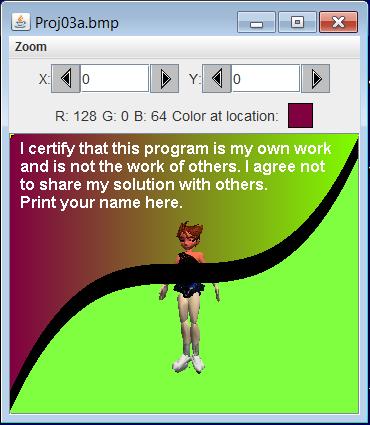 Proj03a.bmp
Zoom
X: 0 Y: 0
R: 128 G: 0 B: 64 Color at location:
I certify that this program is my own work
and is not the work of others. I agree not
to share my solution with others.
Print your name here.